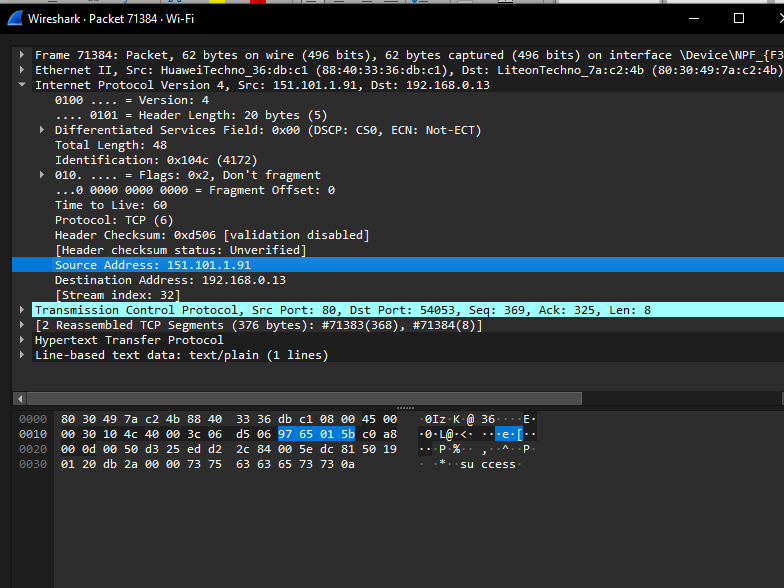 Wireshark · Packet 71384 · Wi-Fi
Frame 71384: Packet, 62 bytes on wire (496 bits), 62 bytes captured (496 bits) on interface \Device\NPF_{F3
Ethernet II, Src: HuaweiTechno_36:db:c1 (88:40:33:36:db:c1), Dst: LiteonTechno_7a:c2:4b (80:30:49:7a:c2:4b)
Internet Protocol Version 4, Src: 151.101.1.91, Dst: 192.168.0.13
0100 .... = Version: 4
.... 0101 = Header Length: 20 bytes (5)
Differentiated Services Field: 0x00 (DSCP: CS0, ECN: Not-ECT)
Total Length: 48
Identification: 0x104c (4172)
010. .... = Flags: 0x2, Don't fragment
...0 0000 0000 0000 = Fragment Offset: 0
Time to Live: 60
Protocol: TCP (6)
Header Checksum: 0xd506 [validation disabled]
[Header checksum status: Unverified]
Source Address: 151.101.1.91
Destination Address: 192.168.0.13
[Stream index: 32]
Transmission Control Protocol, Src Port: 80, Dst Port: 54053, Seq: 369, Ack: 325, Len: 8
[2 Reassembled TCP Segments (376 bytes): #71383(368), #71384(8)]
Hypertext Transfer Protocol
Line-based text data: text/plain (1 lines)
0000 80 30 49 7a c2 4b 88 40 33 36 db c1 08 00 45 00 ·0Iz·K·@ 36····E·
0010 00 30 10 4c 40 00 3c 06 d5 06 97 65 01 5b c0 a8 ·0·L@·<· ···e·[··
0020 00 0d 00 50 d3 25 ed d2 2c 84 00 5e dc 81 50 19 ···P·%·· ,··^··P·
0030 01 20 db 2a 00 00 73 75 63 63 65 73 73 0a · ·*··su ccess·